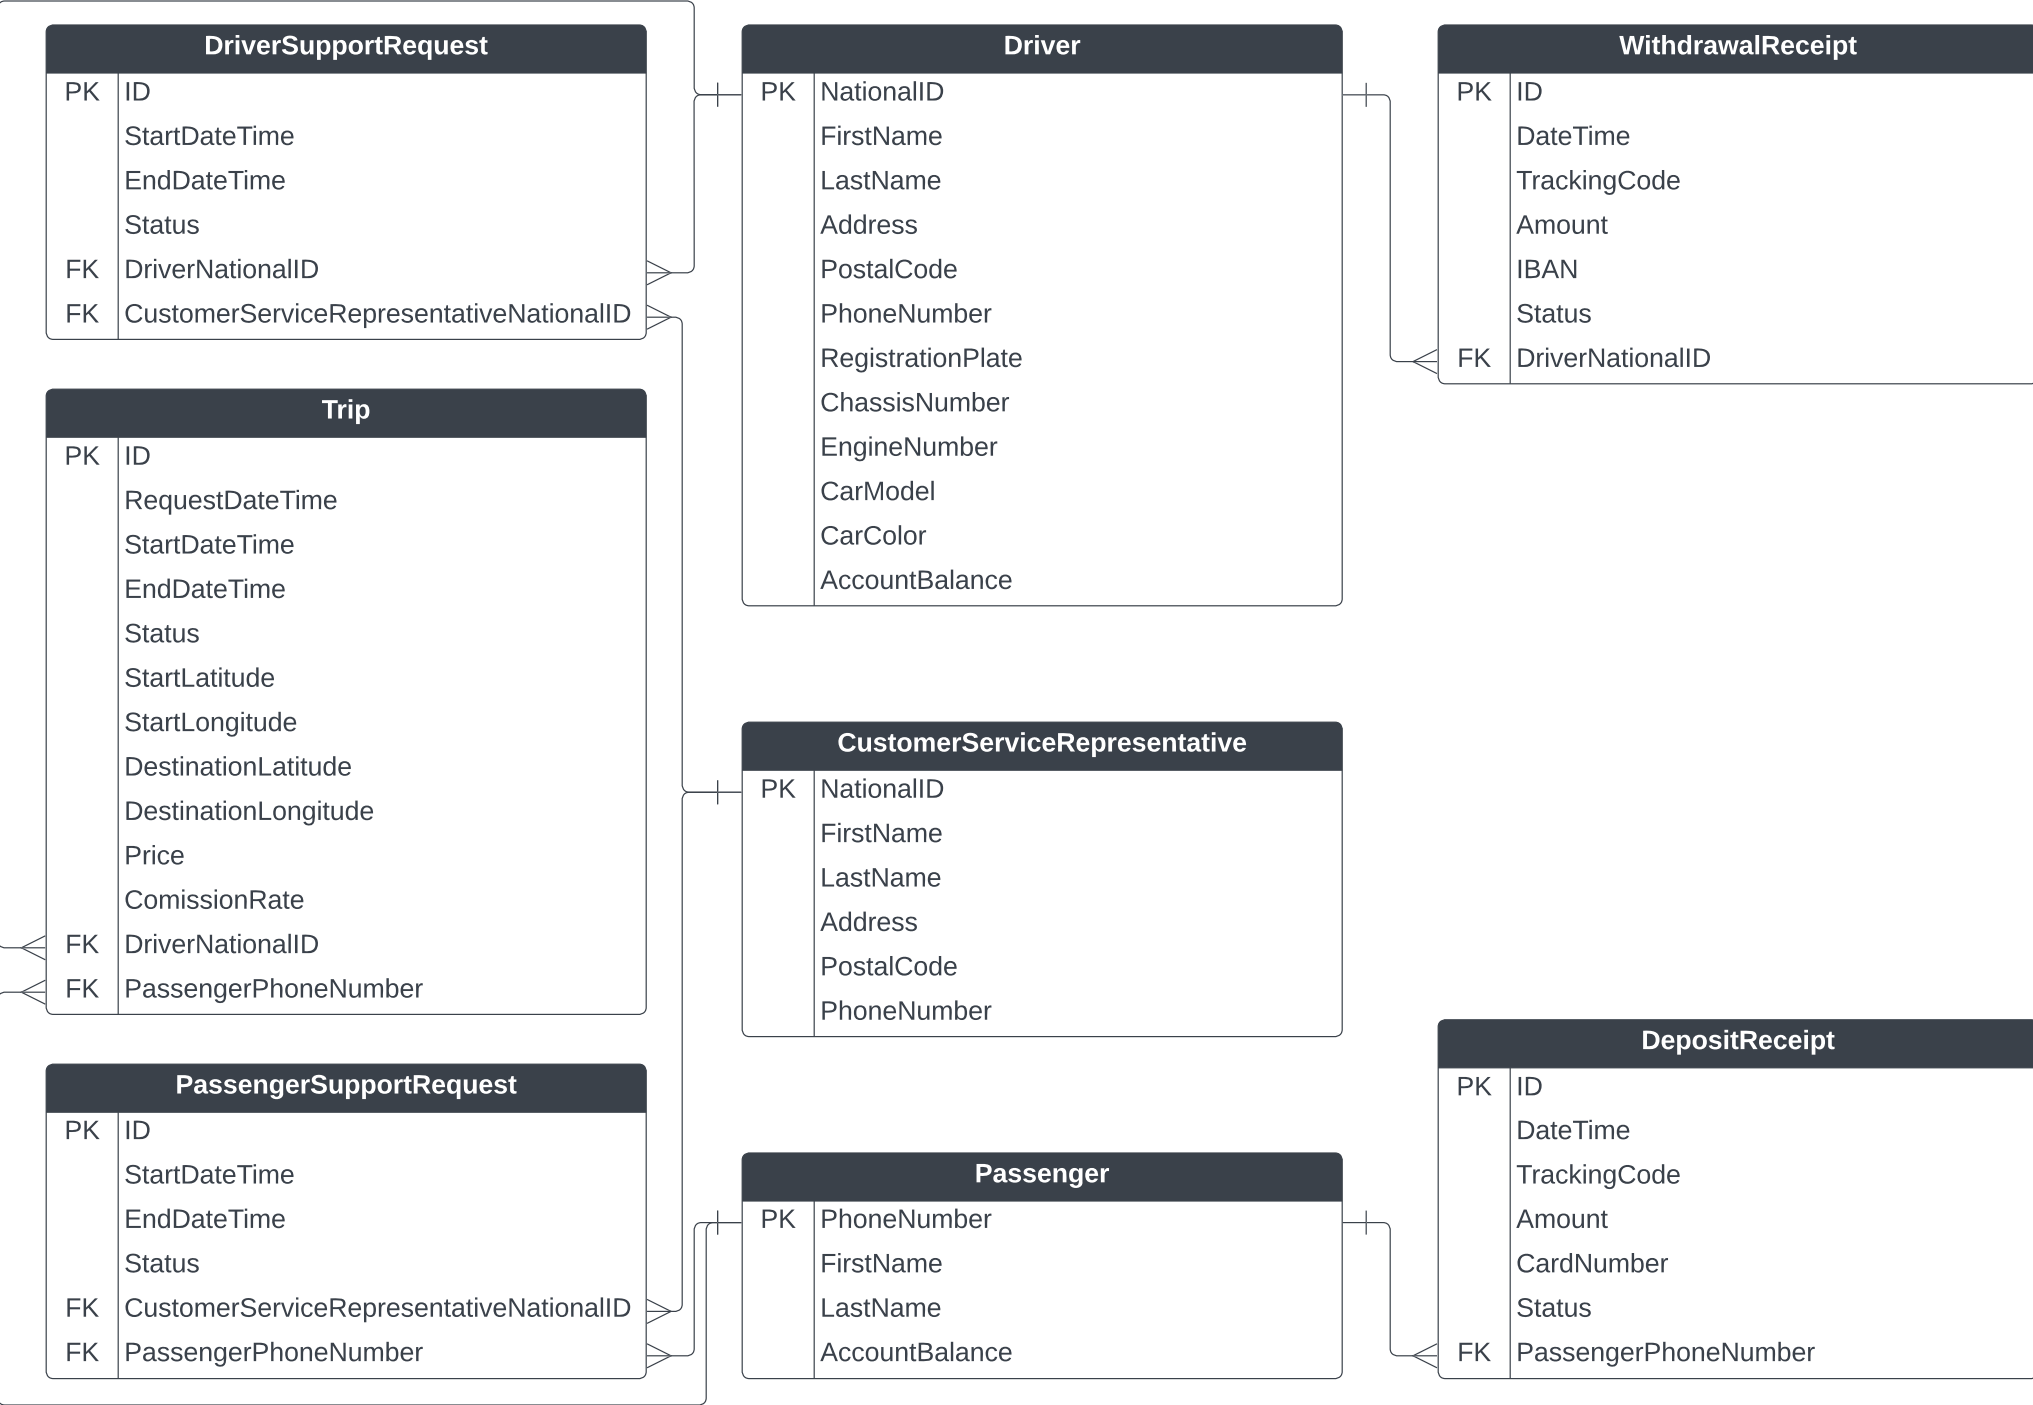 DriverSupportRequest
PK ID
StartDateTime
EndDateTime
Status
FK DriverNationalID
FK CustomerServiceRepresentativeNationalID
Trip
PK ID
RequestDateTime
StartDateTime
EndDateTime
Status
StartLatitude
StartLongitude
DestinationLatitude
DestinationLongitude
Price
ComissionRate
FK DriverNationalID
FK PassengerPhoneNumber
PassengerSupportRequest
PK ID
StartDateTime
EndDateTime
Status
FK CustomerServiceRepresentativeNationalID
FK PassengerPhoneNumber
Driver
PK NationalID
FirstName
LastName
Address
PostalCode
PhoneNumber
RegistrationPlate
ChassisNumber
EngineNumber
CarModel
CarColor
AccountBalance
CustomerServiceRepresentative
PK NationalID
FirstName
LastName
Address
PostalCode
PhoneNumber
Passenger
PK PhoneNumber
FirstName
LastName
AccountBalance
WithdrawalReceipt
PK ID
DateTime
TrackingCode
Amount
IBAN
Status
FK DriverNationalID
DepositReceipt
PK ID
DateTime
TrackingCode
Amount
CardNumber
Status
FK PassengerPhoneNumber